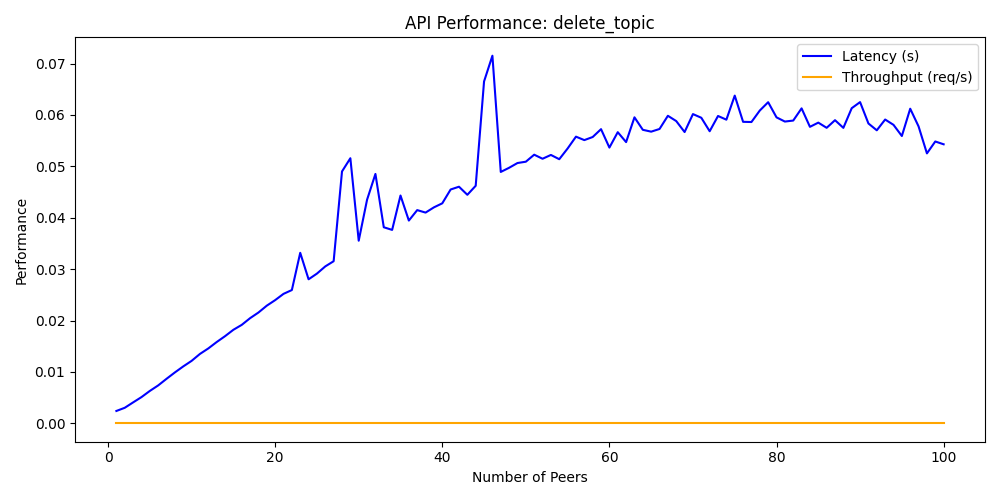 API Performance: delete_topic
Latency (s)
Throughput (req/s)
Performance
0.07
0.06
0.05
0.04
0.03
0.02
0.01
0.00
0 20 40 60 80 100
Number of Peers